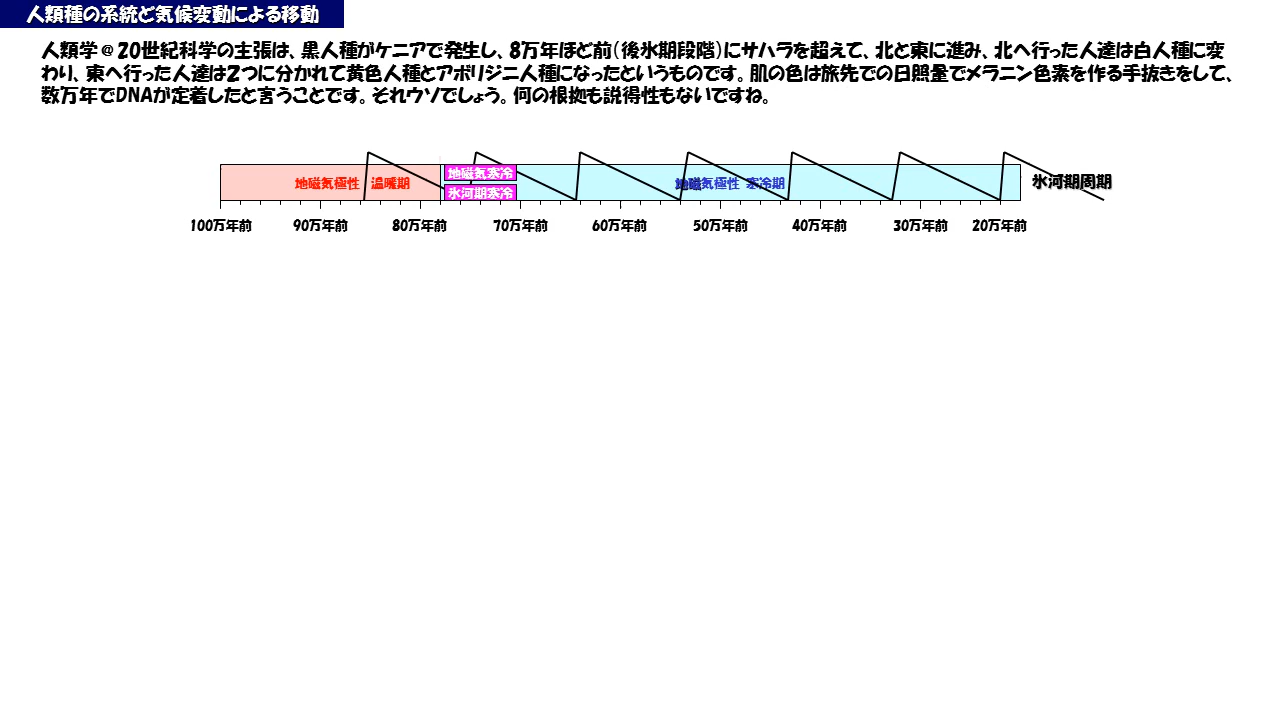 人類種の系統ど気候変動による移動
人類学＠20世紀科学の主張は、黒人種がケニアで発生し、8万年ほど前（後氷期段階）にサハラを超えて、北と東に進み、北へ行った人達は白人種に変
わり、東へ行った人達は2つに分かれて黄色人種とアボリジニ人種になったというものです。肌の色は旅先での日照量でメラニン色素を作る手抜きをして、
数万年でDNAが定着したと言うことです。それウソでしょう。何の根拠も説得性もないですね。
地磁気変冷
地磁気極性 温暖期
地磁気極性 寒冷期
氷河期変冷
氷河期周期
100万年前 90万年前 80万年前 70万年前 60万年前 50万年前 40万年前 30万年前 20万年前